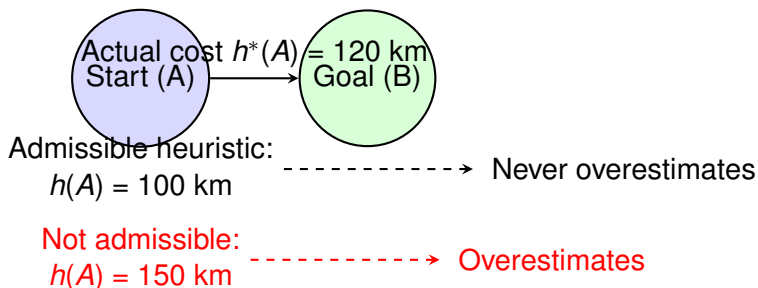 Actual cost h*(A) = 120 km
Start (A)
Goal (B)
Admissible heuristic:
h(A) = 100 km
Never overestimates
Not admissible:
h(A) = 150 km
Overestimates